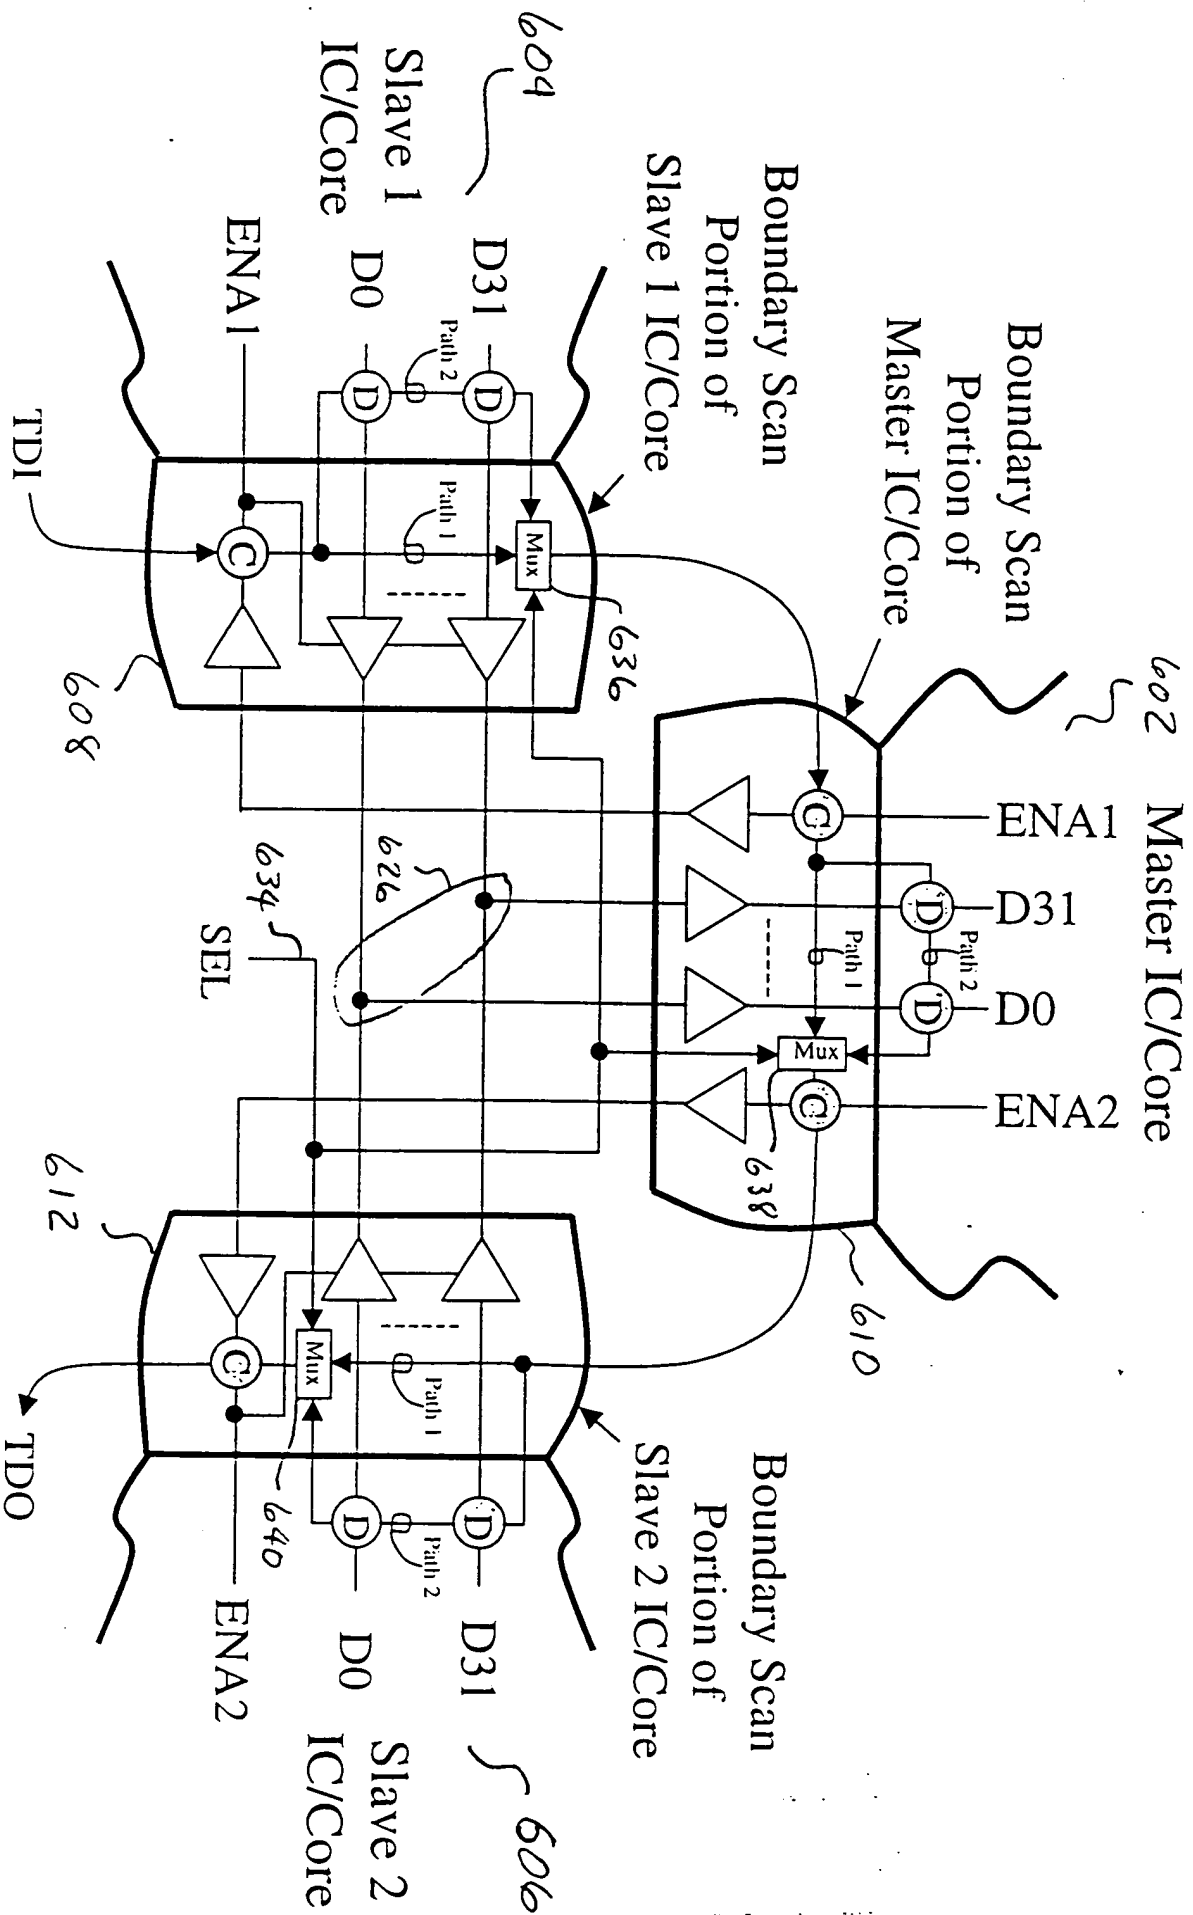 602
Master IC/Core
ENA1
D31
D0
ENA2
Path 2
Path 1
Mux
C
D
D
C
638
610
Boundary Scan
Portion of
Master IC/Core
Boundary Scan
Portion of
Slave 1 IC/Core
604
Slave 1
IC/Core
D31
D0
ENA1
TDI
D
D
Path 2
Path 1
Mux
C
636
608
626
634
SEL
Boundary Scan
Portion of
Slave 2 IC/Core
606
Slave 2
IC/Core
D31
D0
ENA2
TDO
D
D
Path 2
Path 1
Mux
C
640
612